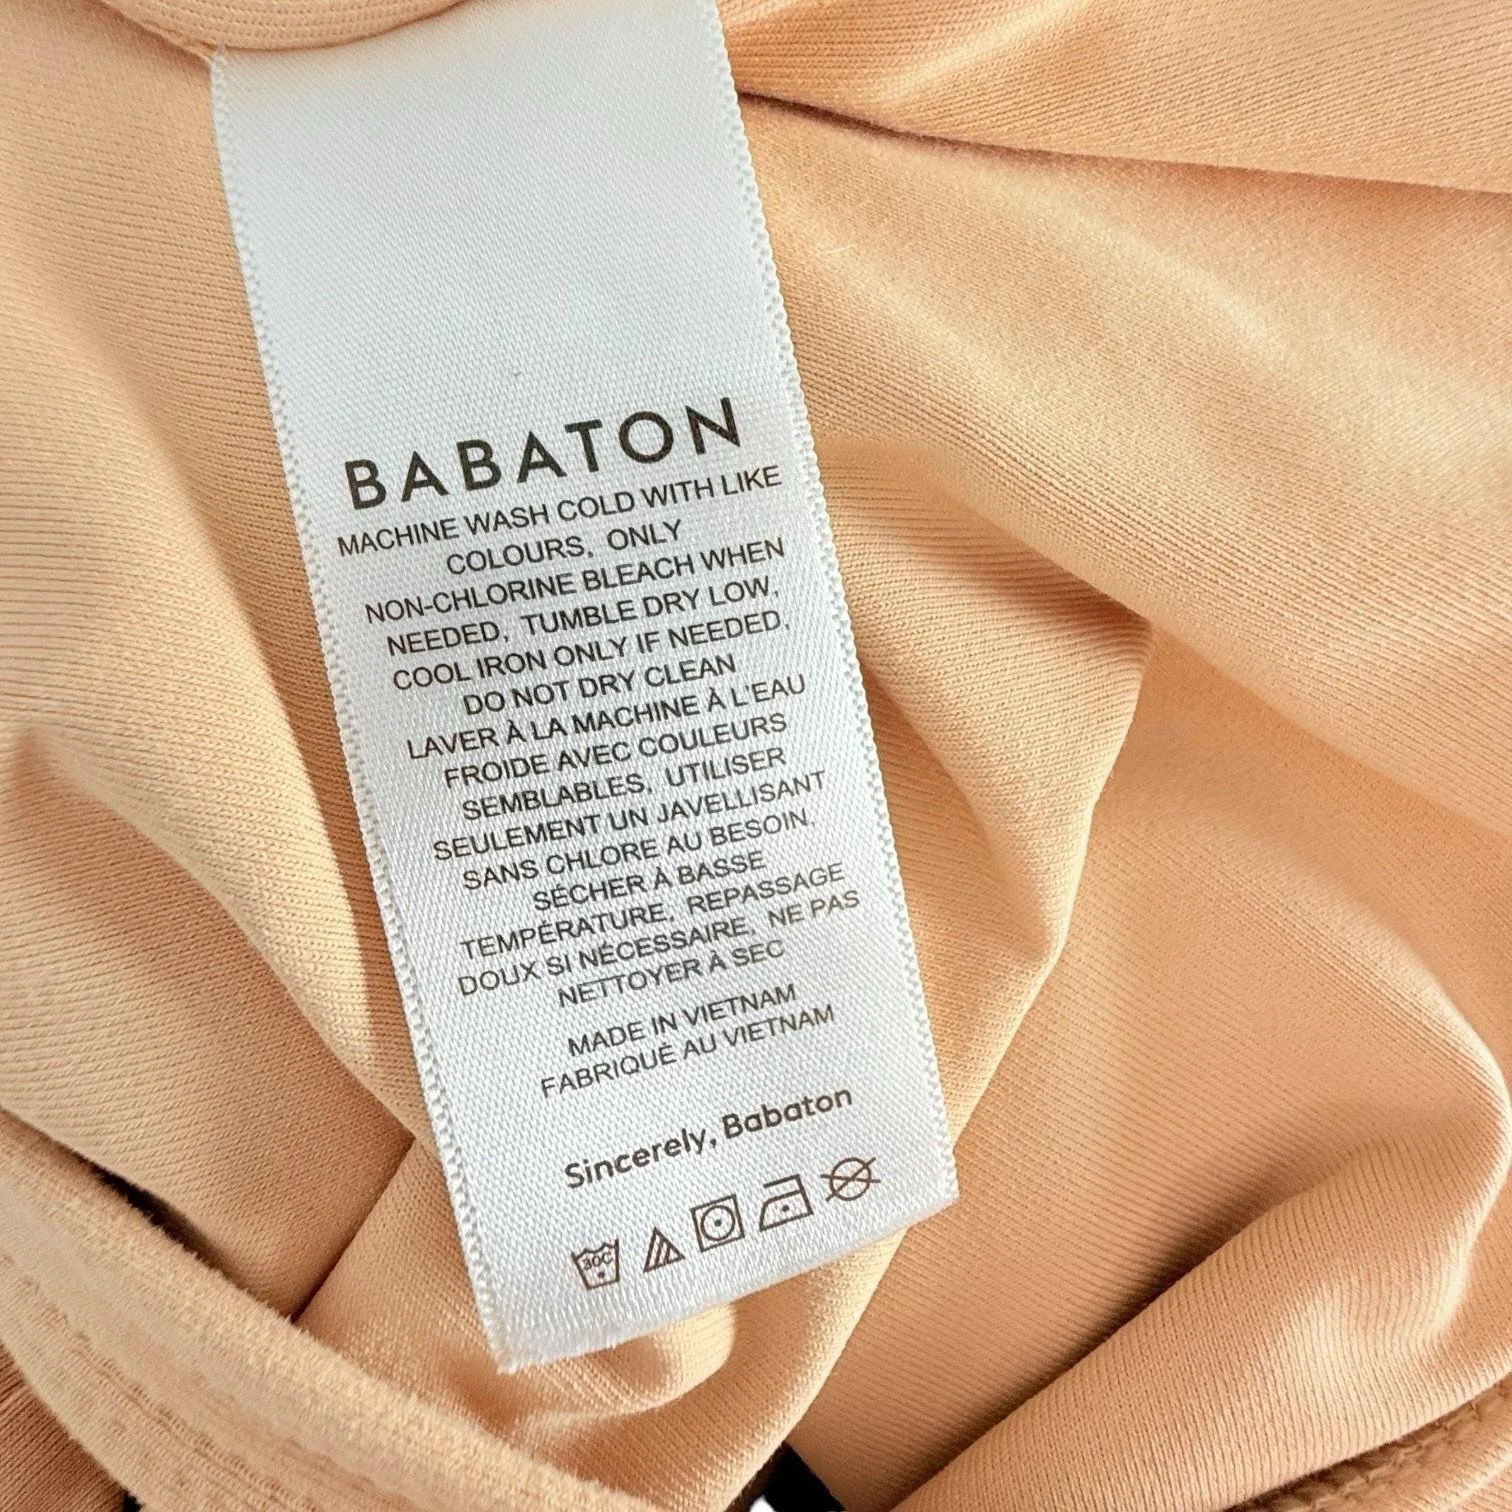 BABATON
MACHINE WASH COLD WITH LIKE
COLOURS, ONLY
NON-CHLORINE BLEACH WHEN
NEEDED, TUMBLE DRY LOW,
COOL IRON ONLY IF NEEDED,
DO NOT DRY CLEAN
LAVER À LA MACHINE À L'EAU
FROIDE AVEC COULEURS
SEMBLABLES, UTILISER
SEULEMENT UN JAVELLISANT
SANS CHLORE AU BESOIN,
SÉCHER À BASSE
TEMPÉRATURE, REPASSAGE
DOUX SI NÉCESSAIRE, NE PAS
NETTOYER À SEC
MADE IN VIETNAM
FABRIQUÉ AU VIETNAM
Sincerely, Babaton
30C